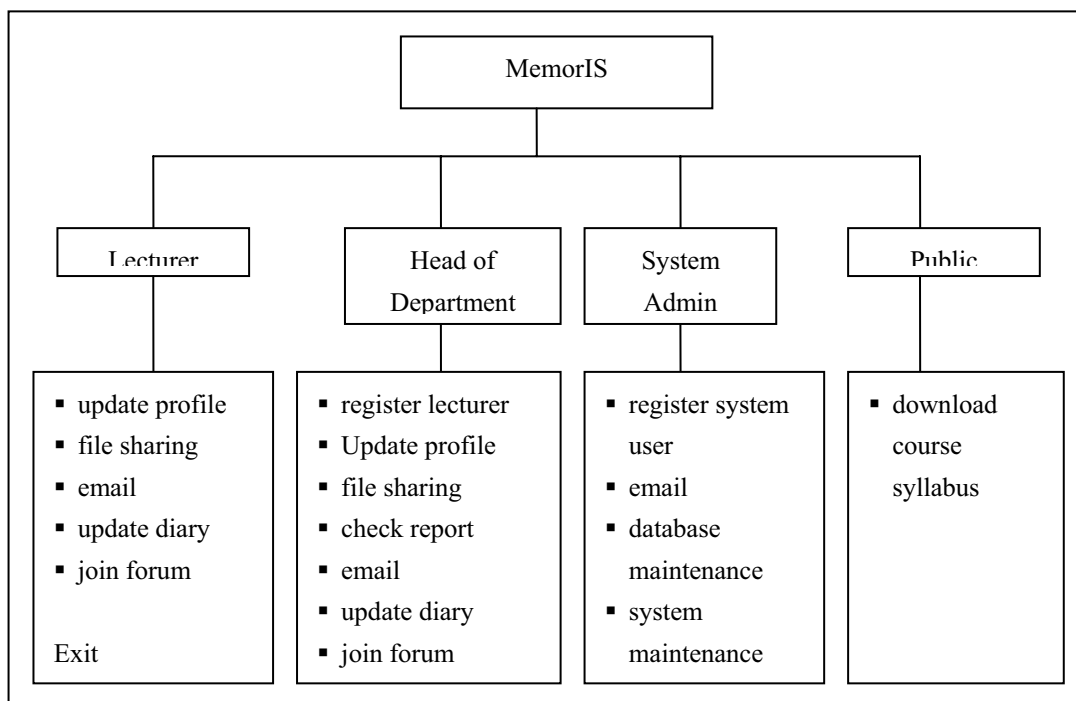 MemorIS
Lecturer
Head of
Department
System
Admin
Public
▪ update profile
▪ file sharing
▪ email
▪ update diary
▪ join forum
Exit
▪ register lecturer
▪ Update profile
▪ file sharing
▪ check report
▪ email
▪ update diary
▪ join forum
▪ register system
user
▪ email
▪ database
maintenance
▪ system
maintenance
▪ download
course
syllabus